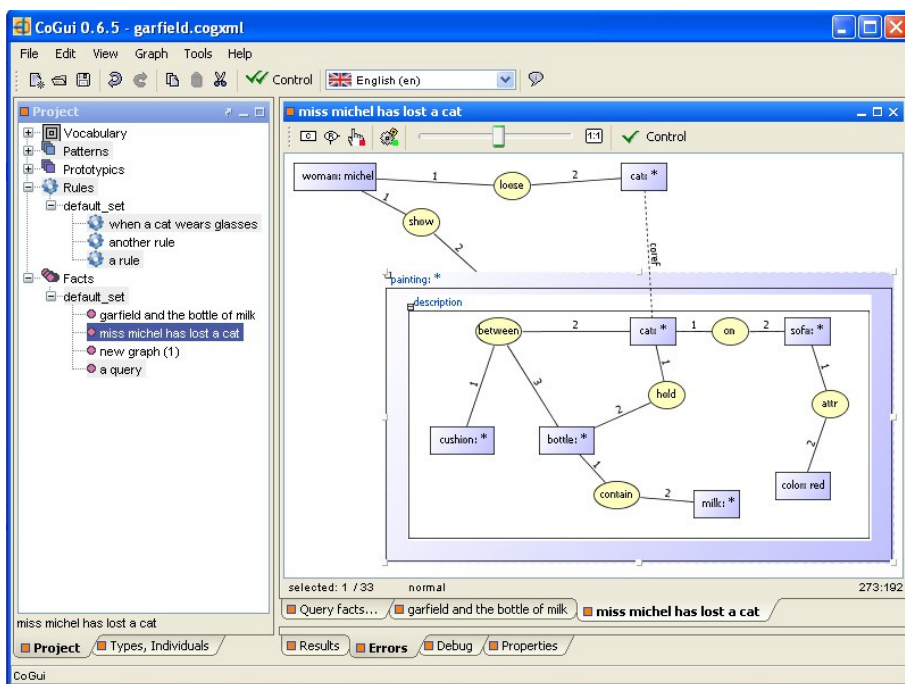 CoGui 0.6.5 - garfield.cogxml
File Edit View Graph Tools Help
Control English (en)
Project
Vocabulary
Patterns
Prototypics
Rules
default_set
when a cat wears glasses
another rule
a rule
Facts
default_set
garfield and the bottle of milk
miss michel has lost a cat
new graph (1)
a query
miss michel has lost a cat
Project Types, Individuals
miss michel has lost a cat
1:1 Control
woman: michel 1 loose 2 cat: *
1 show 2
coref
painting: *
description
between 2 cat: * 1 on 2 sofa: *
1 3 1 1
hold attr
2 2
cushion: * bottle: *
1 contain 2 milk: * color: red
selected: 1 / 33 normal 273:192
Query facts... garfield and the bottle of milk miss michel has lost a cat
Results Errors Debug Properties
CoGui